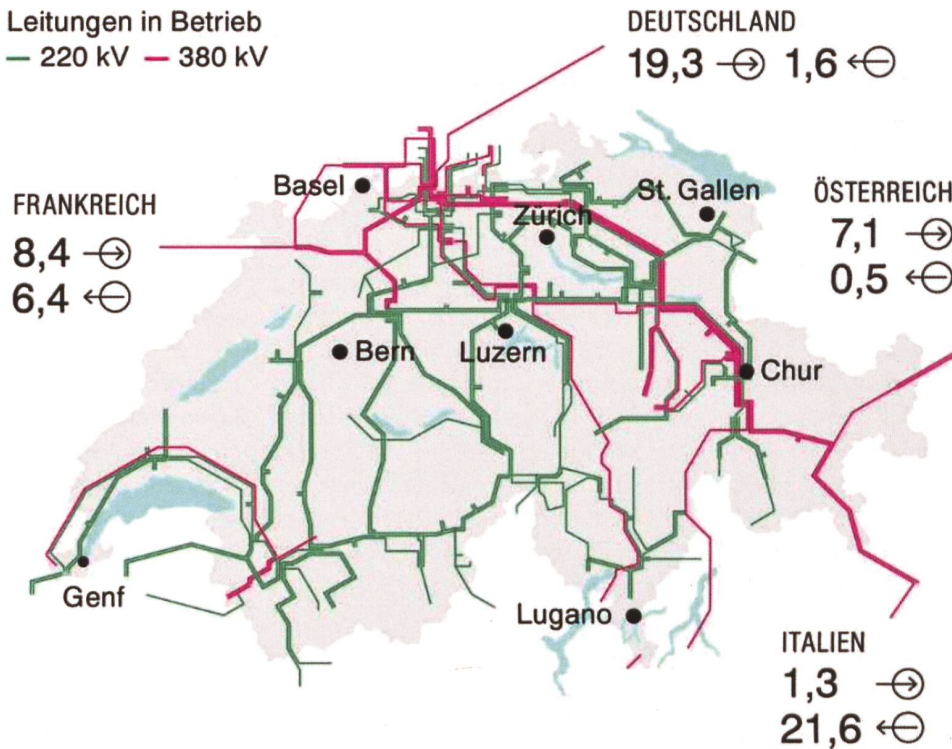 Leitungen in Betrieb
220 kV 380 kV
DEUTSCHLAND
19,3 1,6
Basel
St. Gallen
Zürich
FRANKREICH
8,4
6,4
ÖSTERREICH
7,1
0,5
Bern
Luzern
Chur
Genf
Lugano
ITALIEN
1,3
21,6